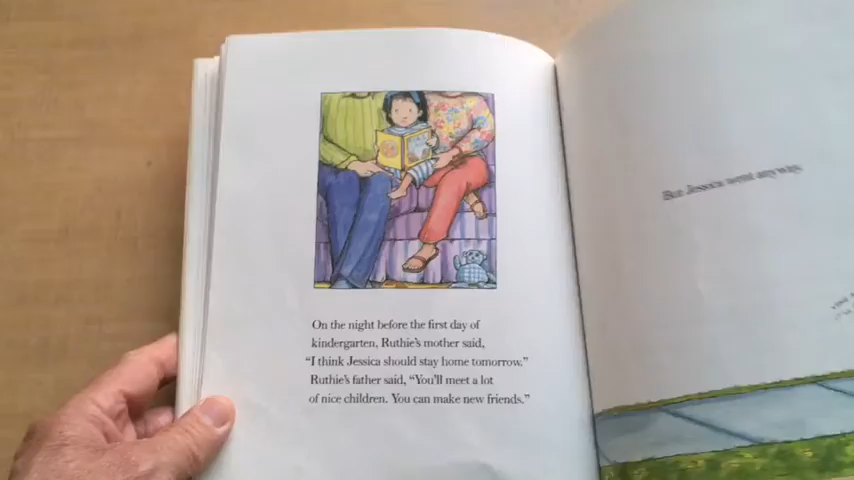 On the night before the first day of
kindergarten, Ruthie's mother said,
"I think Jessica should stay home tomorrow."
Ruthie's father said, "You'll meet a lot
of nice children. You can make new friends."
But Jessica went anyway.